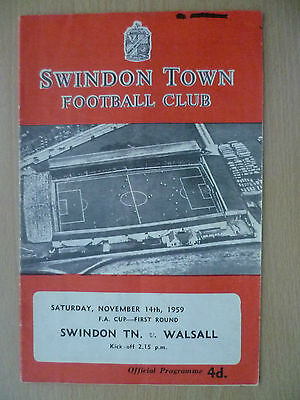 SWINDON TOWN
FOOTBALL CLUB
SATURDAY, NOVEMBER 14th, 1959
F.A. CUP—FIRST ROUND
SWINDON TN. v. WALSALL
Kick off 2.15 p.m.
Official Programme 4d.